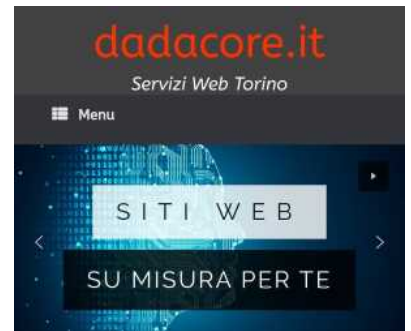 dadacore.it
Servizi Web Torino
Menu
SITI WEB
SU MISURA PER TE